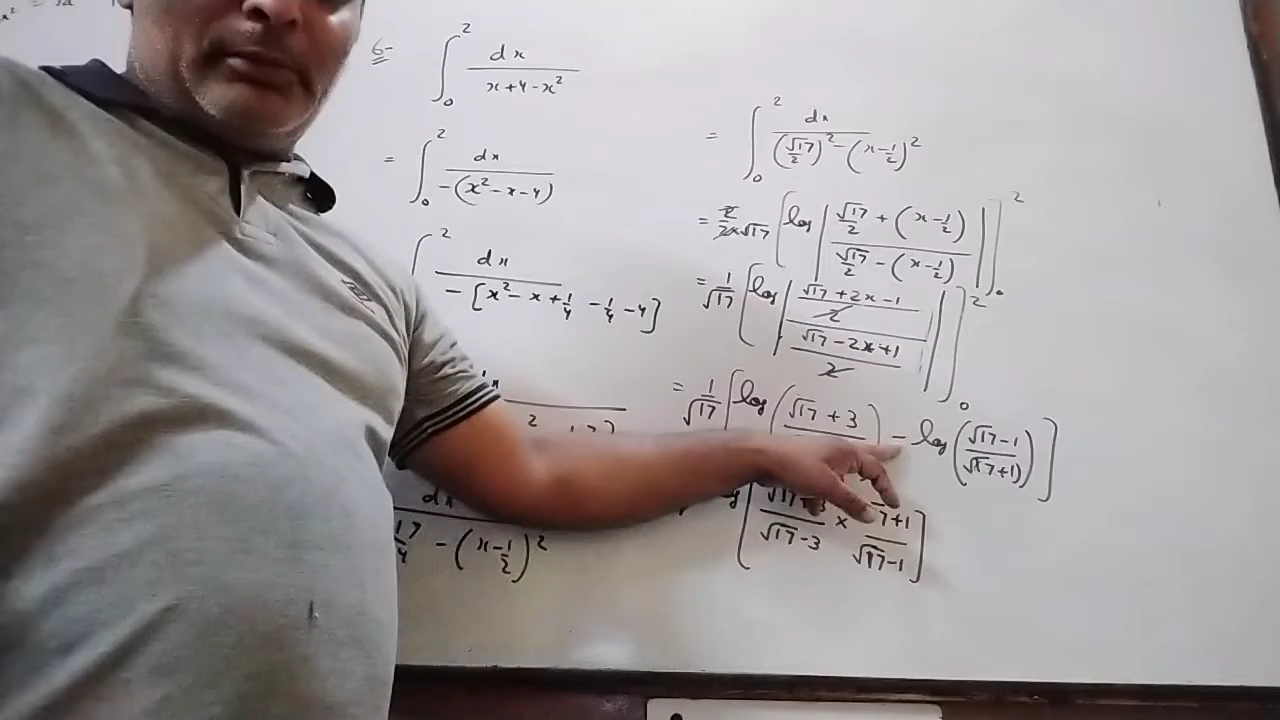 6- ∫₀² dx / (x+4-x²)
= ∫₀² dx / -(x²-x-4)
∫² dx / -[x²-x+1/4-1/4-4]
dx / 17/4 - (x-1/2)²
= ∫₀² dx / (√17/2)² - (x-1/2)²
= 2/2×√17 [log | √17/2 + (x-1/2) / √17/2 - (x-1/2) |]₀²
= 1/√17 [log | (√17+2x-1)/2 / (√17-2x+1)/2 |]₀²
= 1/√17 [log (√17+3 / ) - log (√17-1 / √17+1)]
[√17+3 / √17-3 × 7+1 / √17-1]